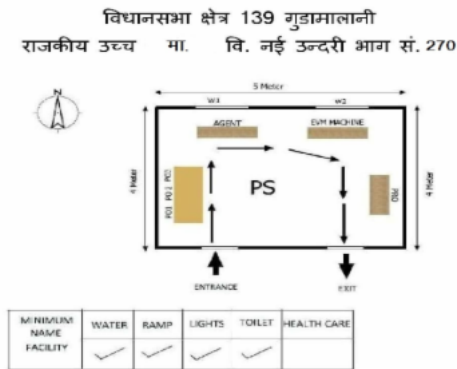 विधानसभा क्षेत्र 139 गुडामालानी
राजकीय उच्च मा. वि. नई उन्दरी भाग सं. 270
5 Meter
W1 W2
N
AGENT EVM MACHINE
4 Meter
PO1 PO2 PO3
PS
PRO
4 Meter
ENTRANCE EXIT
MINIMUM NAME FACILITY WATER RAMP LIGHTS TOILET HEALTH CARE